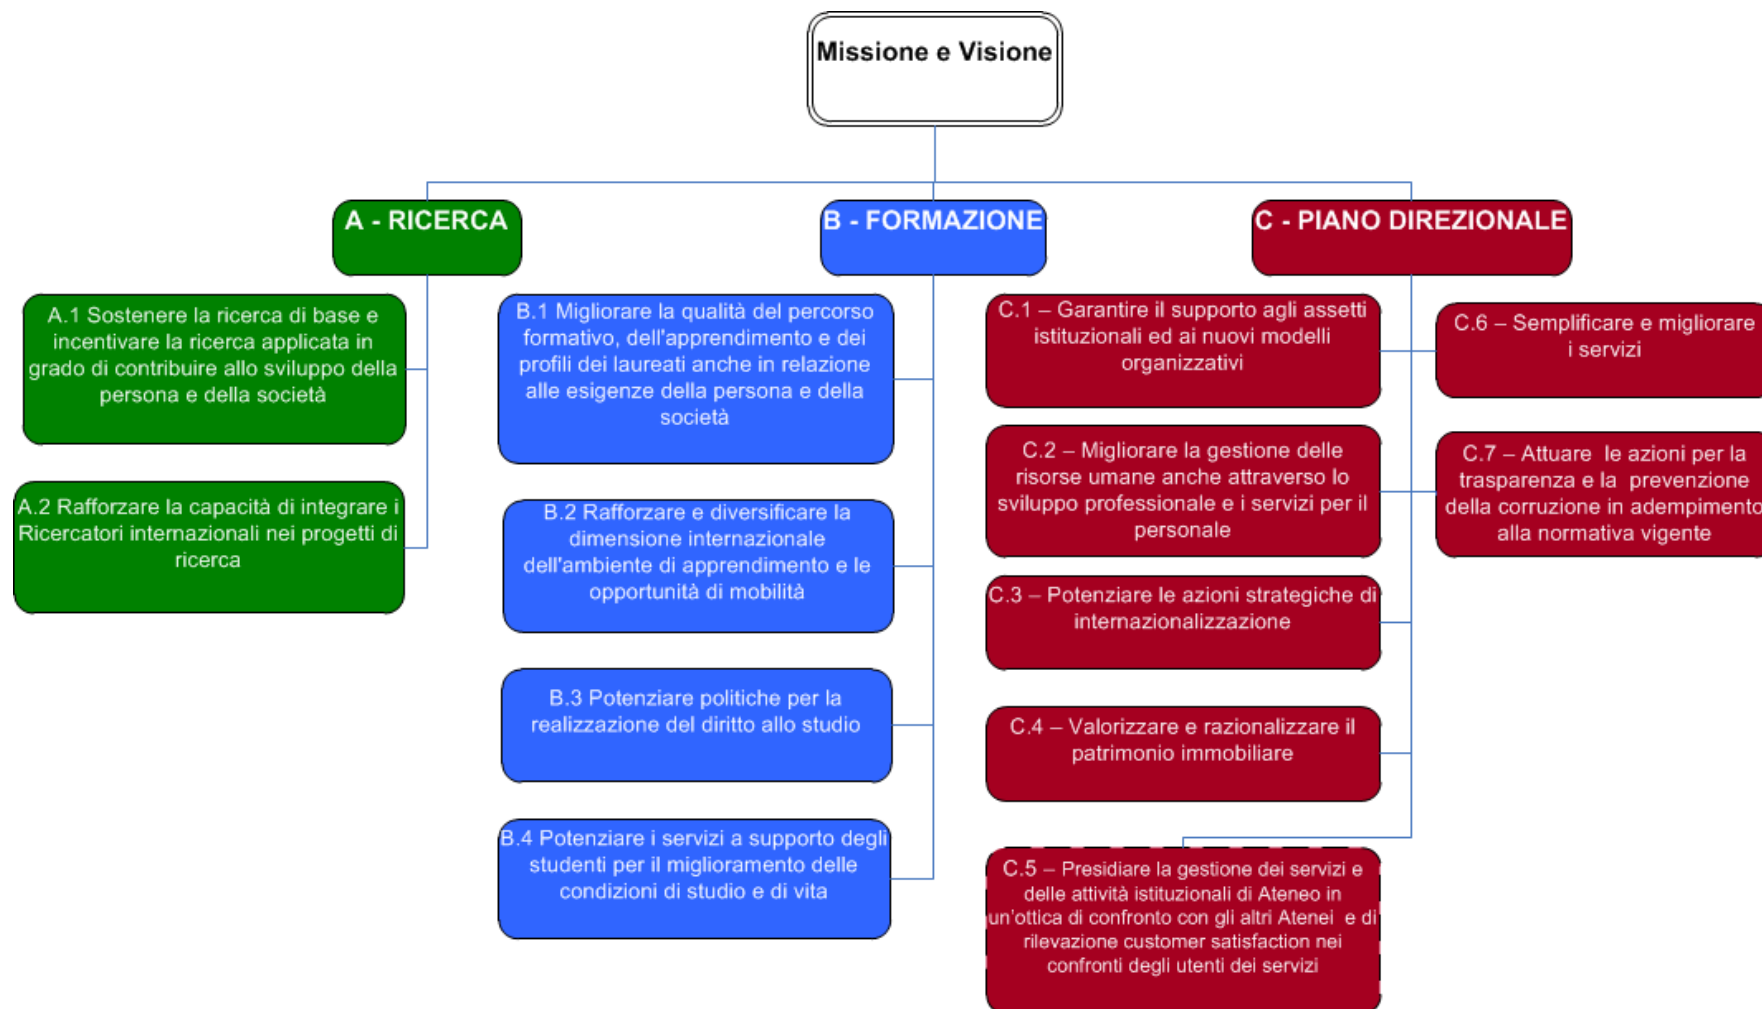 Missione e Visione
A - RICERCA
A.1 Sostenere la ricerca di base e
incentivare la ricerca applicata in
grado di contribuire allo sviluppo della
persona e della società
A.2 Rafforzare la capacità di integrare i
Ricercatori internazionali nei progetti di
ricerca
B - FORMAZIONE
B.1 Migliorare la qualità del percorso
formativo, dell'apprendimento e dei
profili dei laureati anche in relazione
alle esigenze della persona e della
società
B.2 Rafforzare e diversificare la
dimensione internazionale
dell'ambiente di apprendimento e le
opportunità di mobilità
B.3 Potenziare politiche per la
realizzazione del diritto allo studio
B.4 Potenziare i servizi a supporto degli
studenti per il miglioramento delle
condizioni di studio e di vita
C - PIANO DIREZIONALE
C.1 – Garantire il supporto agli assetti
istituzionali ed ai nuovi modelli
organizzativi
C.2 – Migliorare la gestione delle
risorse umane anche attraverso lo
sviluppo professionale e i servizi per il
personale
C.3 – Potenziare le azioni strategiche di
internazionalizzazione
C.4 – Valorizzare e razionalizzare il
patrimonio immobiliare
C.5 – Presidiare la gestione dei servizi e
delle attività istituzionali di Ateneo in
un'ottica di confronto con gli altri Atenei e di
rilevazione customer satisfaction nei
confronti degli utenti dei servizi
C.6 – Semplificare e migliorare
i servizi
C.7 – Attuare le azioni per la
trasparenza e la prevenzione
della corruzione in adempimento
alla normativa vigente